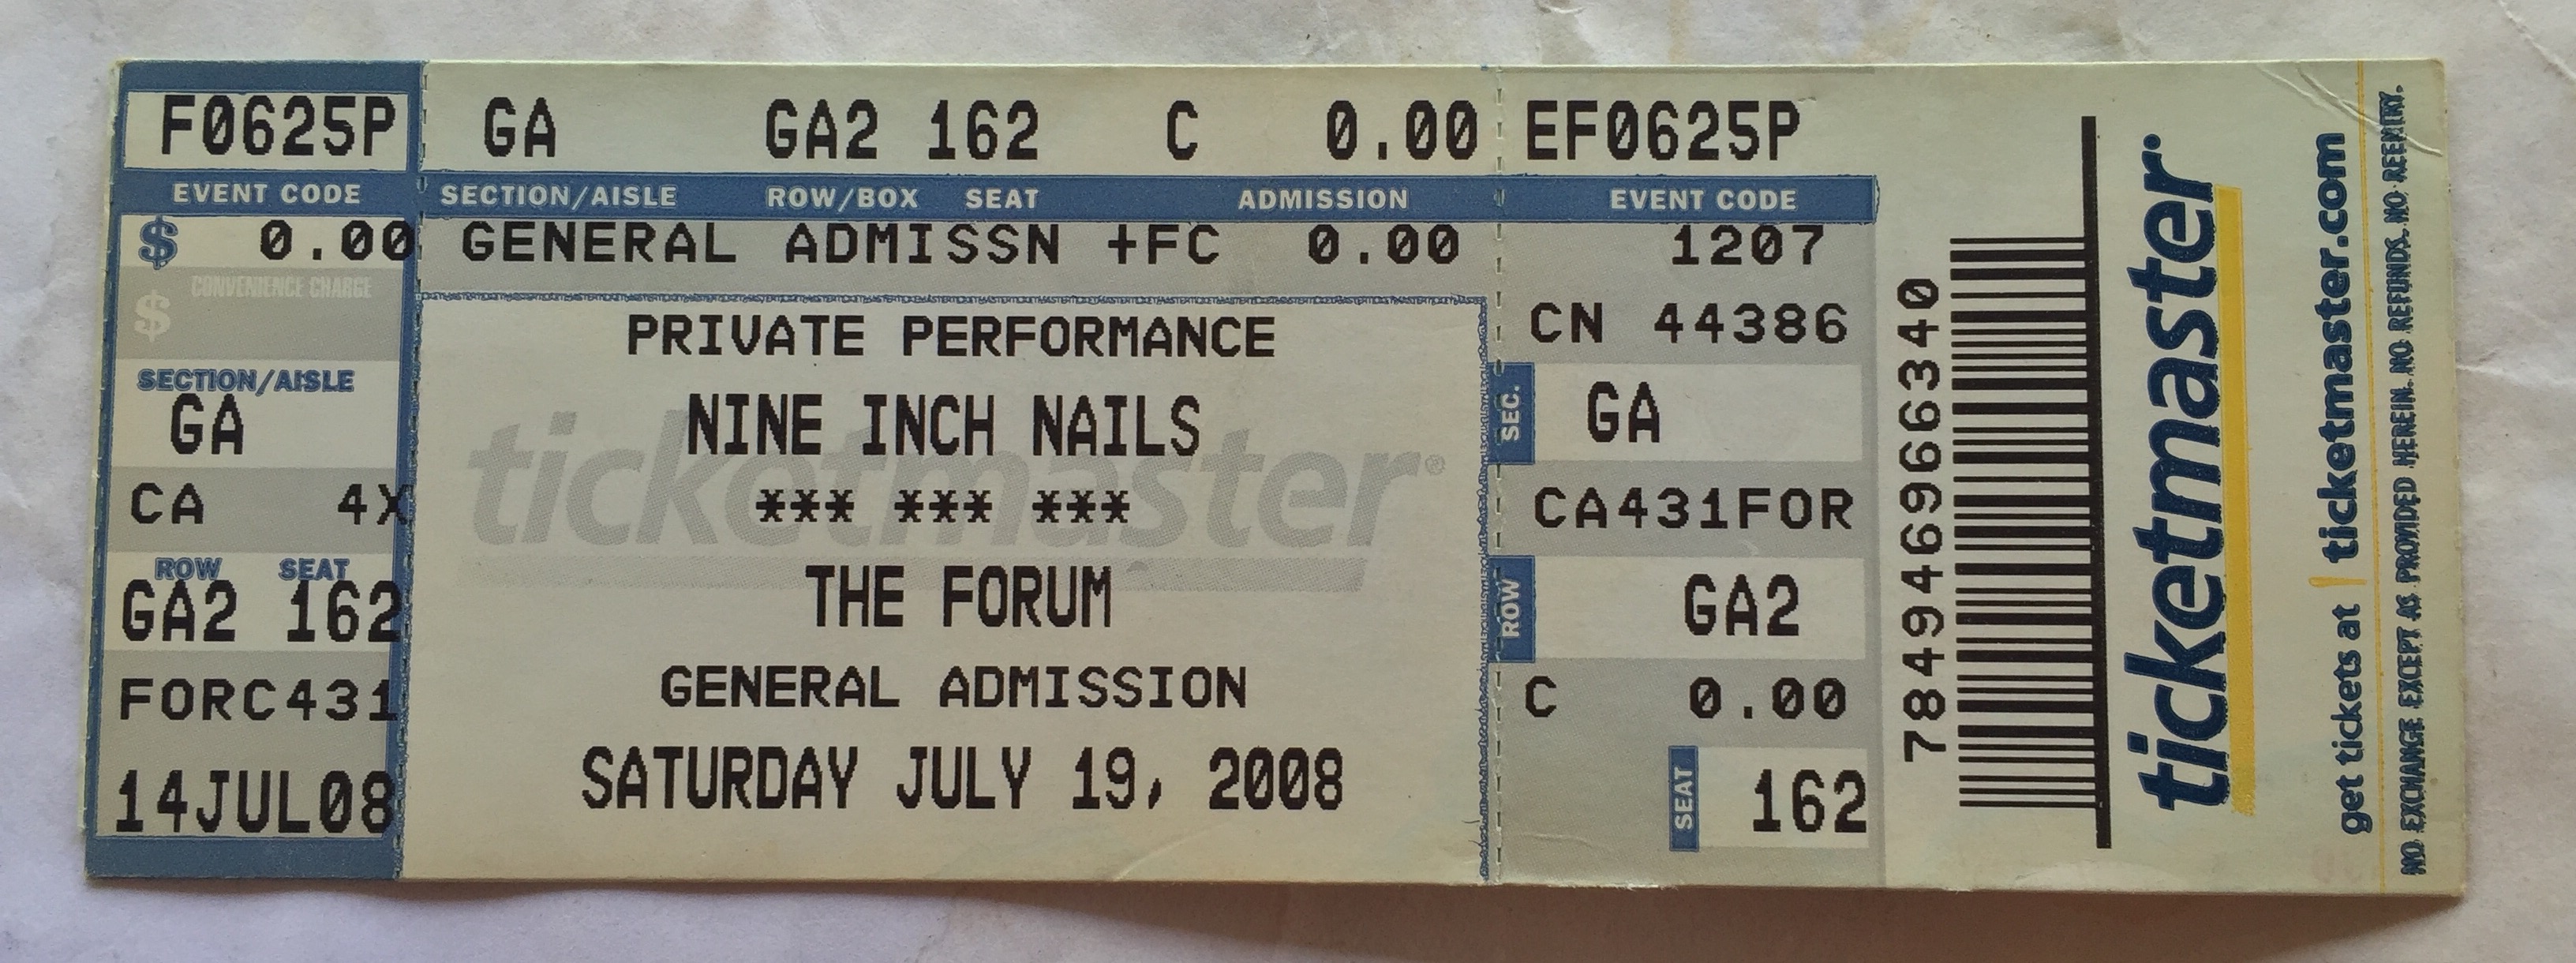 F0625P
EVENT CODE
$ 0.00
CONVENIENCE CHARGE
$
SECTION/AISLE
GA
CA 4X
ROW SEAT
GA2 162
FORC431
14JUL08
GA GA2 162 C 0.00
SECTION/AISLE ROW/BOX SEAT ADMISSION
GENERAL ADMISSN +FC 0.00
PRIVATE PERFORMANCE
NINE INCH NAILS
ticketmaster®
*** *** ***
THE FORUM
GENERAL ADMISSION
SATURDAY JULY 19, 2008
EF0625P
EVENT CODE
1207
CN 44386
SEC. GA
CA431FOR
ROW GA2
C 0.00
SEAT 162
784946966340
ticketmaster
get tickets at | ticketmaster.com
NO EXCHANGE EXCEPT AS PROVIDED HEREIN. NO REFUNDS. NO REENTRY.